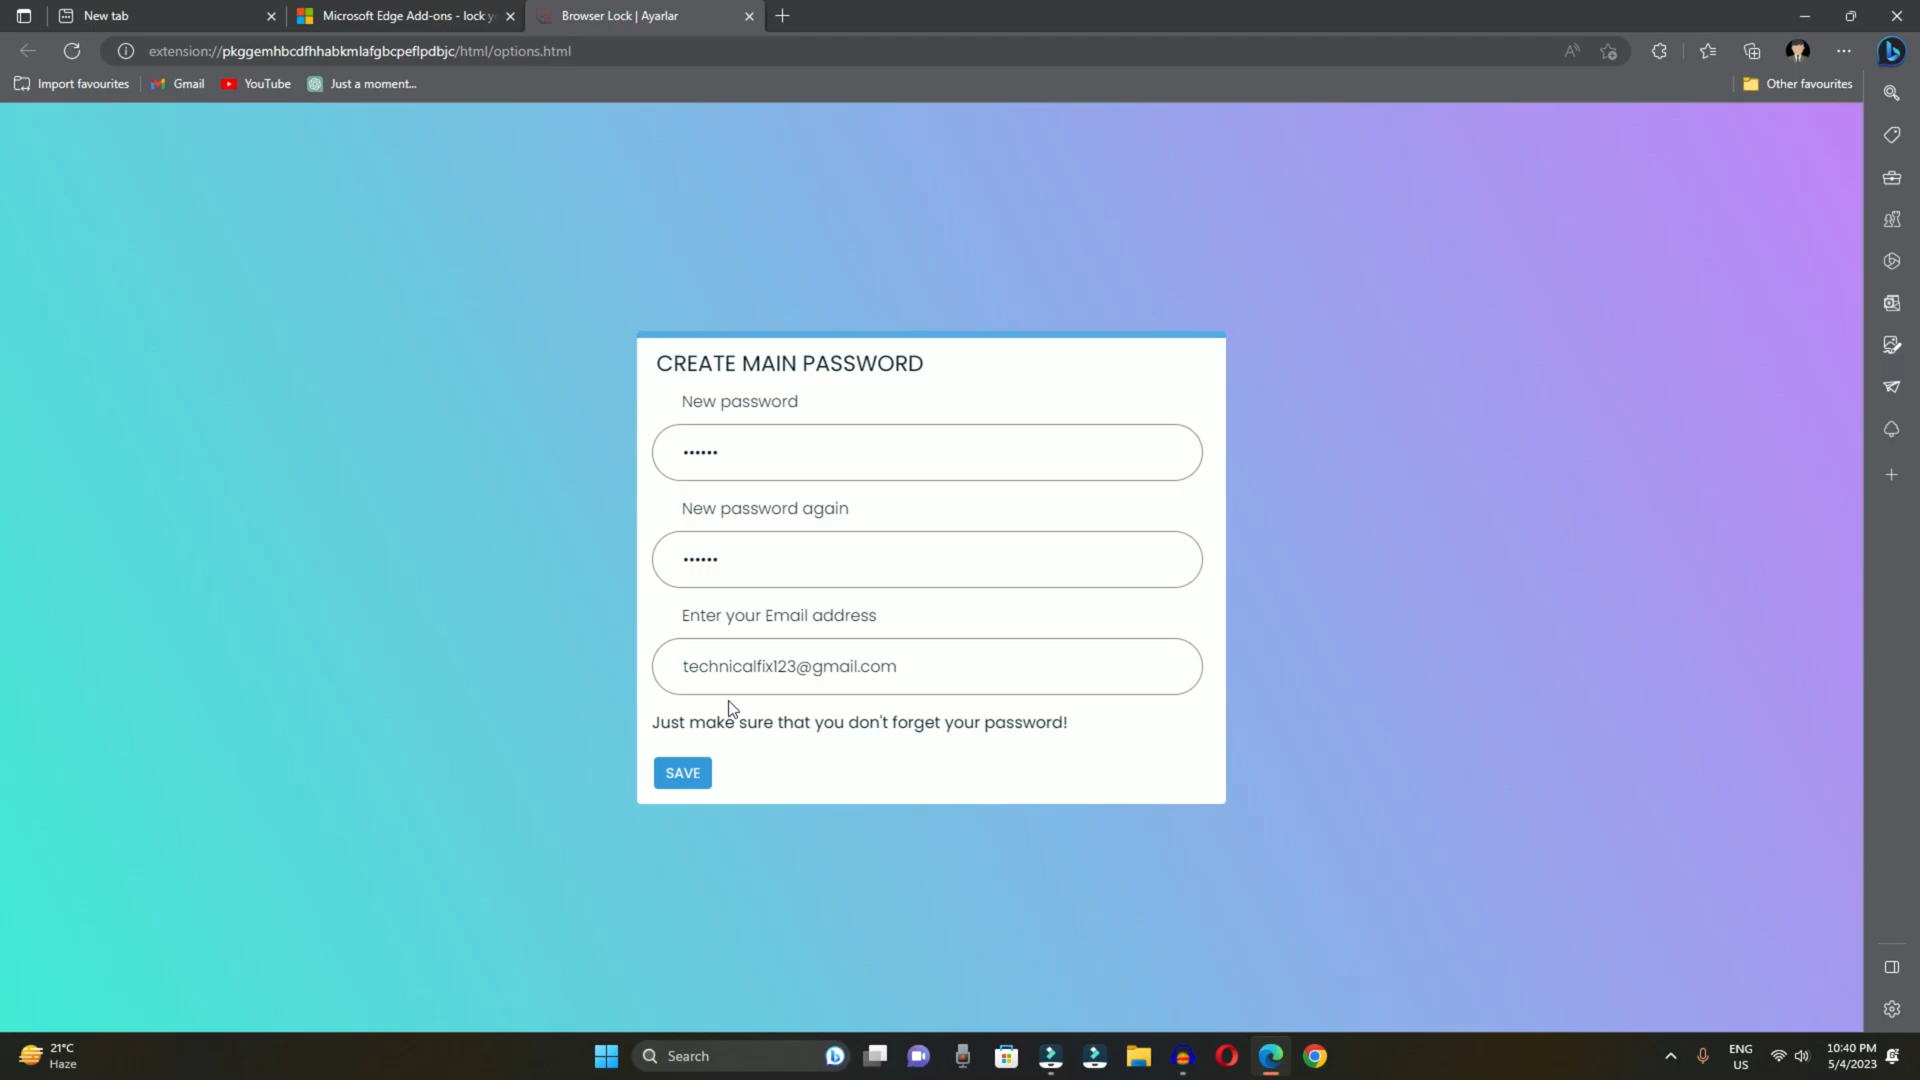 New tab
Microsoft Edge Add-ons - lock y
Browser Lock | Ayarlar
extension://pkggemhbcdfhhabkmlafgbcpeflpdbjc/html/options.html
Import favourites
Gmail
YouTube
Just a moment...
Other favourites
CREATE MAIN PASSWORD
New password
••••••
New password again
••••••
Enter your Email address
technicalfix123@gmail.com
Just make sure that you don't forget your password!
SAVE
21°C
Haze
Search
ENG
US
10:40 PM
5/4/2023